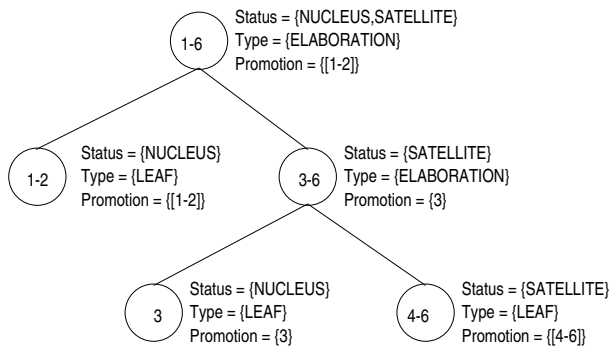 1-6
Status = {NUCLEUS,SATELLITE}
Type = {ELABORATION}
Promotion = {[1-2]}
1-2
Status = {NUCLEUS}
Type = {LEAF}
Promotion = {[1-2]}
3-6
Status = {SATELLITE}
Type = {ELABORATION}
Promotion = {3}
3
Status = {NUCLEUS}
Type = {LEAF}
Promotion = {3}
4-6
Status = {SATELLITE}
Type = {LEAF}
Promotion = {[4-6]}